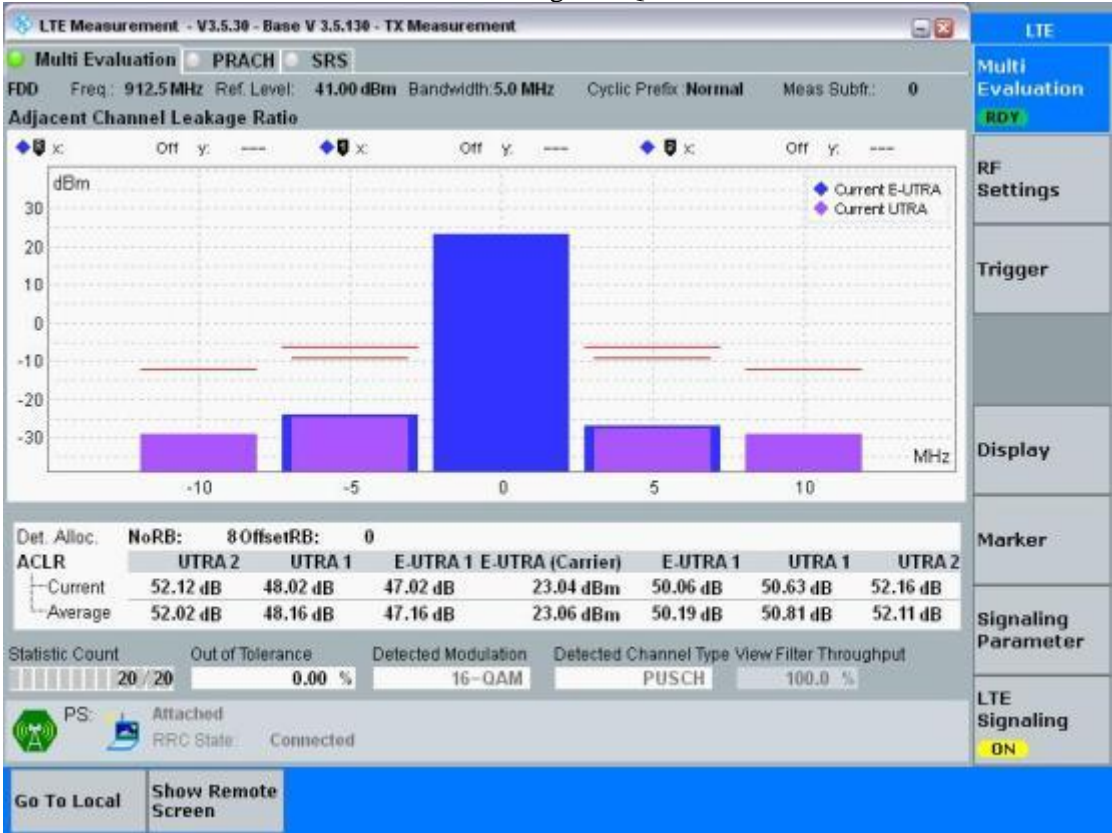 LTE Measurement - V3.5.30 - Base V 3.5.130 - TX Measurement
LTE
Multi Evaluation PRACH SRS
FDD Freq.: 912.5 MHz Ref. Level: 41.00 dBm Bandwidth: 5.0 MHz Cyclic Prefix: Normal Meas Subfr.: 0
Adjacent Channel Leakage Ratio
x: Off y: --- x: Off y: --- x: Off y: ---
dBm
Current E-UTRA
Current UTRA
30
20
10
0
-10
-20
-30
MHz
-10 -5 0 5 10
Det. Alloc. NoRB: 8 OffsetRB: 0
ACLR UTRA 2 UTRA 1 E-UTRA 1 E-UTRA (Carrier) E-UTRA 1 UTRA 1 UTRA 2
Current 52.12 dB 48.02 dB 47.02 dB 23.04 dBm 50.06 dB 50.63 dB 52.16 dB
Average 52.02 dB 48.16 dB 47.16 dB 23.06 dBm 50.19 dB 50.81 dB 52.11 dB
Statistic Count Out of Tolerance Detected Modulation Detected Channel Type View Filter Throughput
20 / 20 0.00 % 16-QAM PUSCH 100.0 %
PS: Attached
RRC State: Connected
Multi
Evaluation
RDY
RF
Settings
Trigger
Display
Marker
Signaling
Parameter
LTE
Signaling
ON
Go To Local
Show Remote
Screen